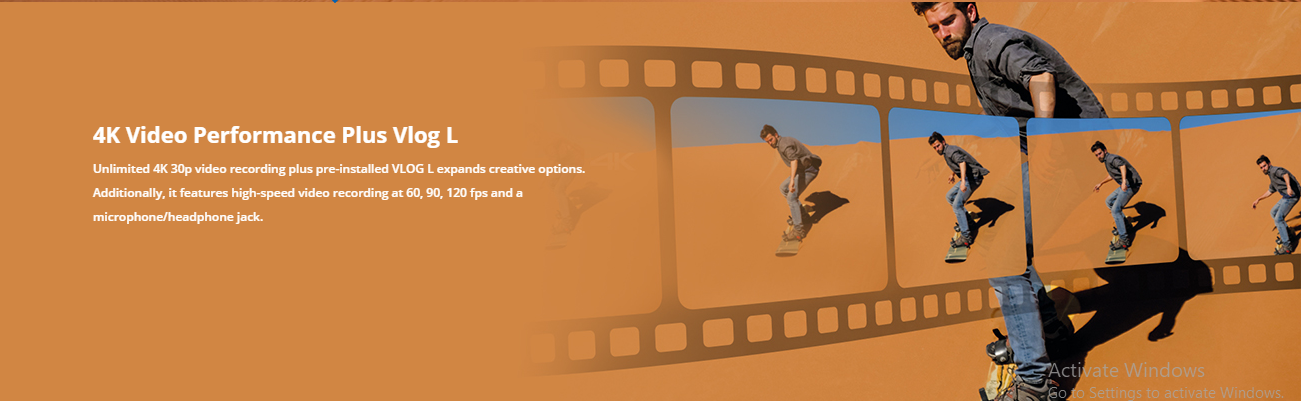 4K Video Performance Plus Vlog L
Unlimited 4K 30p video recording plus pre-installed VLOG L expands creative options.
Additionally, it features high-speed video recording at 60, 90, 120 fps and a
microphone/headphone jack.
4K
Activate Windows
Go to Settings to activate Windows.